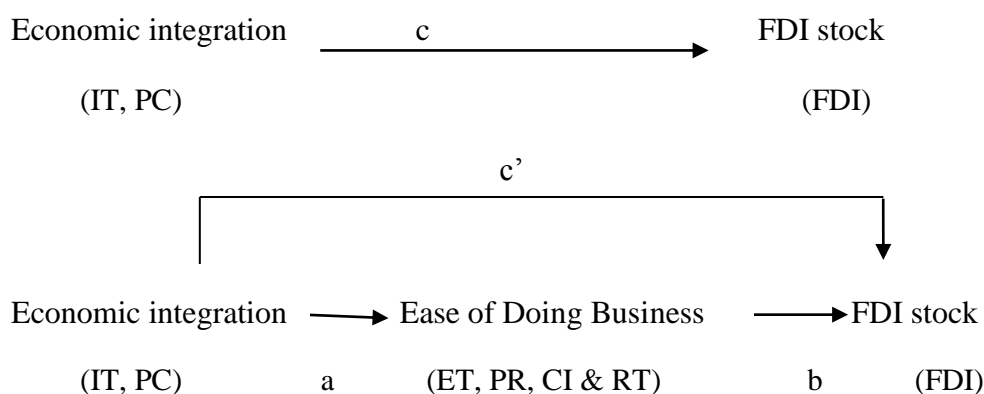 Economic integration c FDI stock
(IT, PC) (FDI)
c’
Economic integration Ease of Doing Business FDI stock
(IT, PC) a (ET, PR, CI & RT) b (FDI)